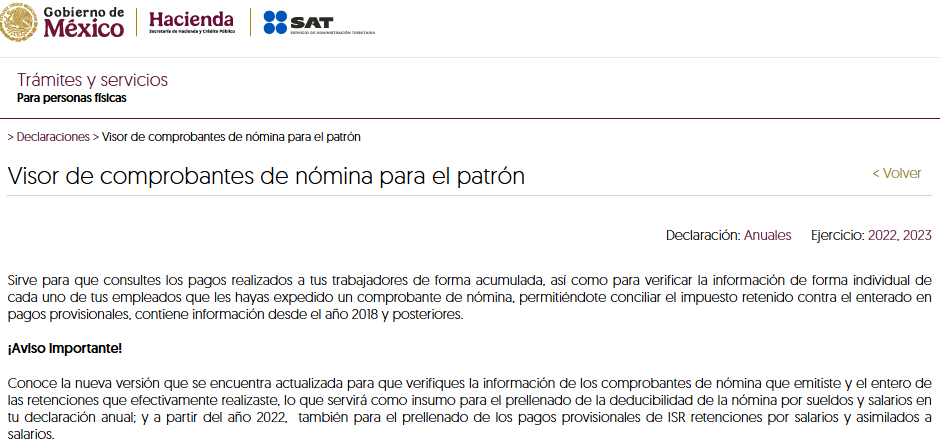 Gobierno de
México
Hacienda
Secretaría de Hacienda y Crédito Público
SAT
SERVICIO DE ADMINISTRACIÓN TRIBUTARIA
Trámites y servicios
Para personas físicas
> Declaraciones > Visor de comprobantes de nómina para el patrón
Visor de comprobantes de nómina para el patrón
< Volver
Declaración: Anuales Ejercicio: 2022, 2023
Sirve para que consultes los pagos realizados a tus trabajadores de forma acumulada, así como para verificar la información de forma individual de
cada uno de tus empleados que les hayas expedido un comprobante de nómina, permitiéndote conciliar el impuesto retenido contra el enterado en
pagos provisionales, contiene información desde el año 2018 y posteriores.
¡Aviso Importante!
Conoce la nueva versión que se encuentra actualizada para que verifiques la información de los comprobantes de nómina que emitiste y el entero de
las retenciones que efectivamente realizaste, lo que servirá como insumo para el prellenado de la deducibilidad de la nómina por sueldos y salarios en
tu declaración anual; y a partir del año 2022, también para el prellenado de los pagos provisionales de ISR retenciones por salarios y asimilados a
salarios.